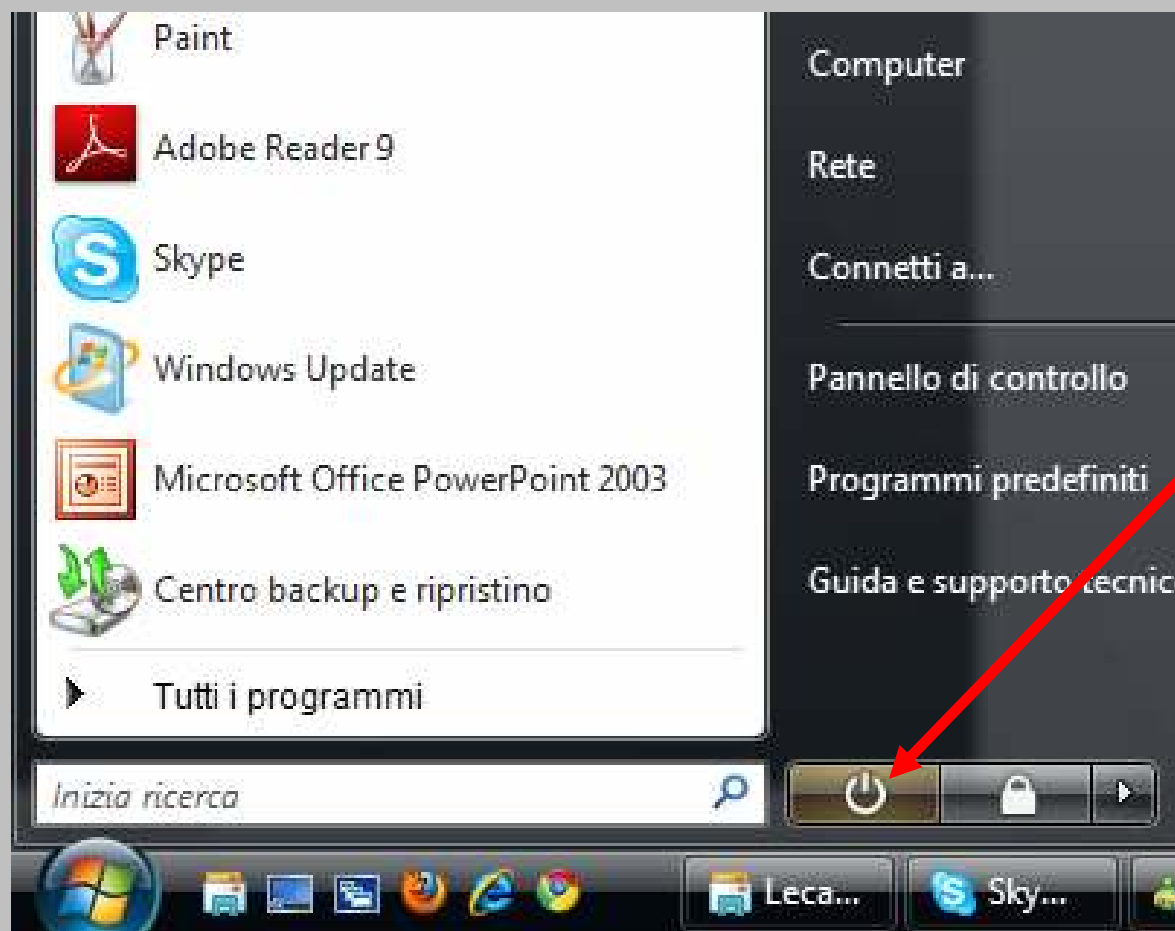 Paint
Adobe Reader 9
Skype
Windows Update
Microsoft Office PowerPoint 2003
Centro backup e ripristino
Tutti i programmi
Inizia ricerca
Computer
Rete
Connetti a...
Pannello di controllo
Programmi predefiniti
Guida e supporto tecnic
Leca...
Sky...